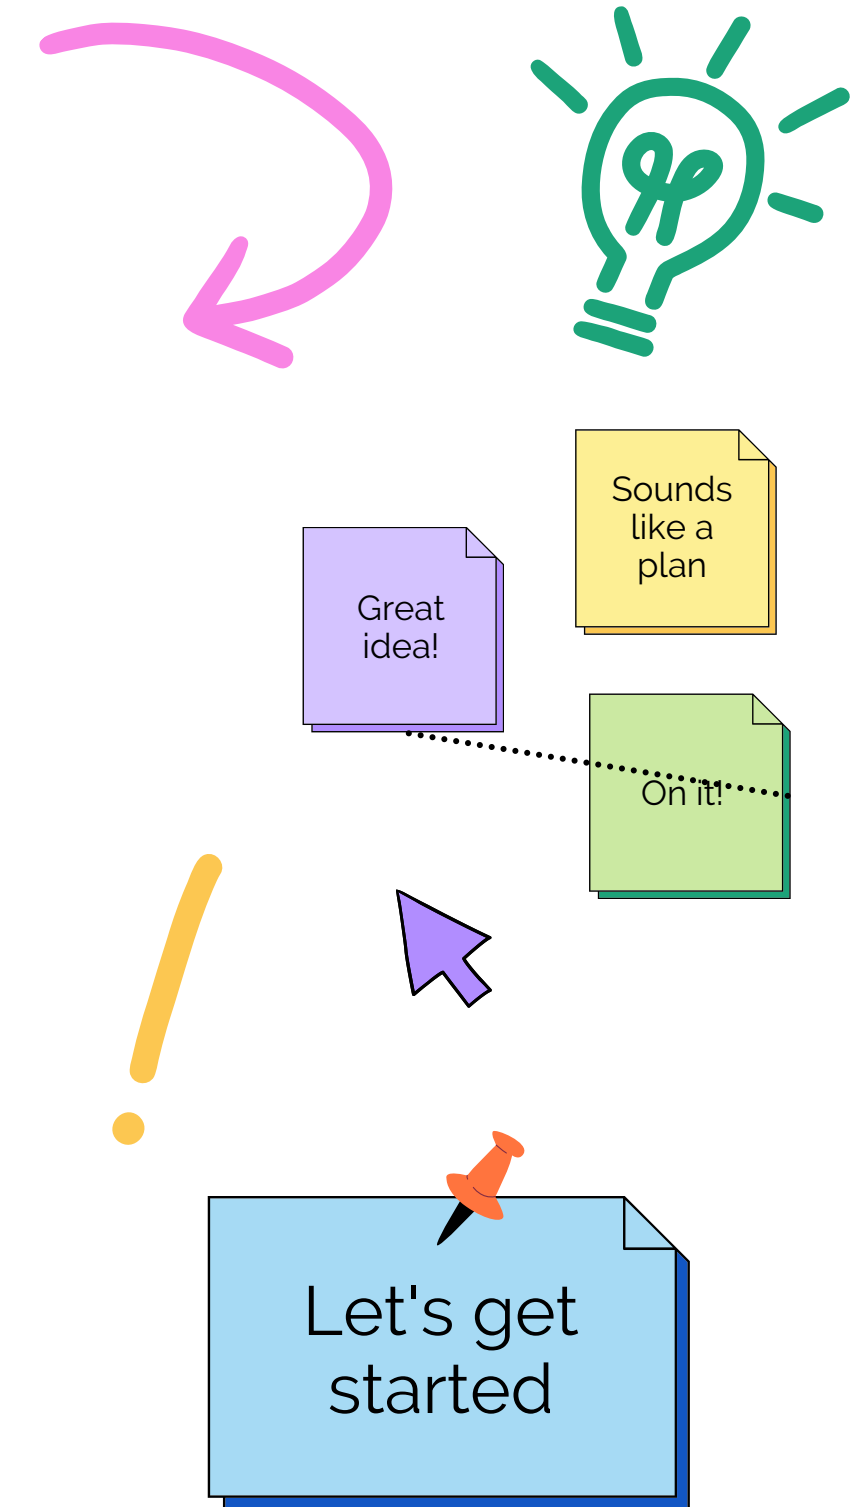 Sounds
like a
plan
Great
idea!
On it!
Let's get
started